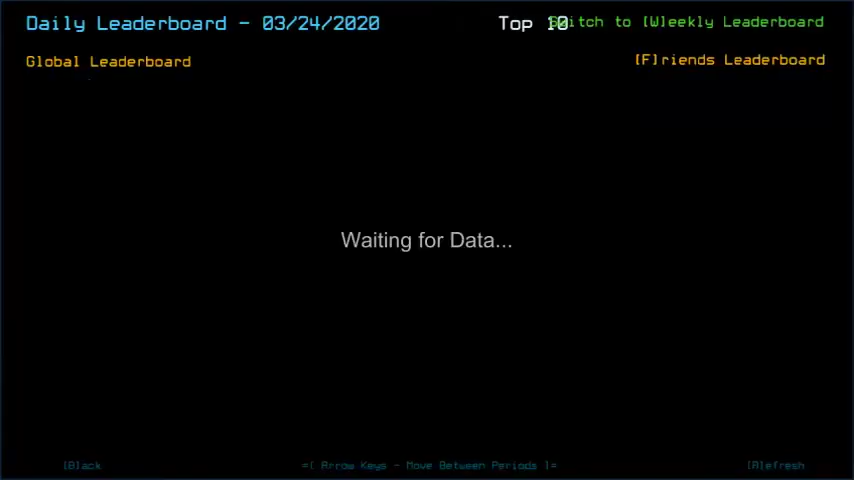 Daily Leaderboard - 03/24/2020
Top 10
Switch to [W]eekly Leaderboard
Global Leaderboard
[F]riends Leaderboard
Waiting for Data...
[B]ack
=[ Arrow Keys - Move Between Periods ]=
[R]efresh